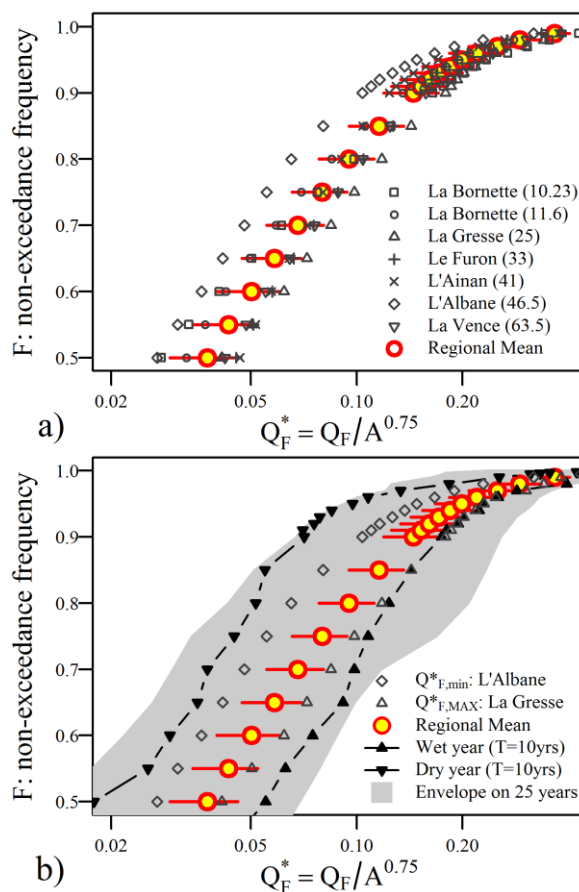 1.0
0.9
0.8
0.7
0.6
0.5
F: non-exceedance frequency
La Bornette (10.23)
La Bornette (11.6)
La Gresse (25)
Le Furon (33)
L'Ainan (41)
L'Albane (46.5)
La Vence (63.5)
Regional Mean
0.02 0.05 0.10 0.20
a) Q*F = QF/A^0.75
1.0
0.9
0.8
0.7
0.6
0.5
F: non-exceedance frequency
Q*F,min: L'Albane
Q*F,MAX: La Gresse
Regional Mean
Wet year (T=10yrs)
Dry year (T=10yrs)
Envelope on 25 years
0.02 0.05 0.10 0.20
b) Q*F = QF/A^0.75